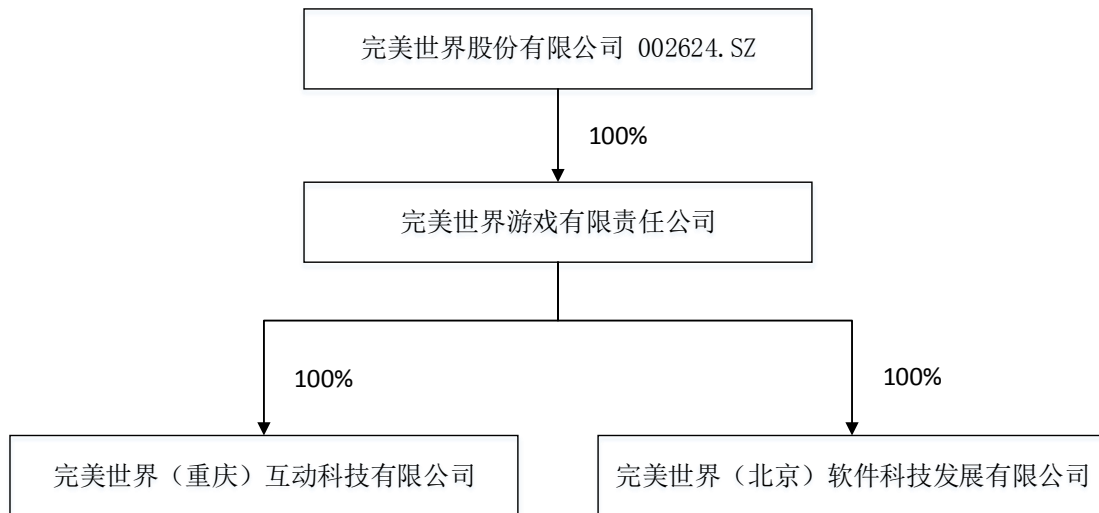 完美世界股份有限公司 002624.SZ
100%
完美世界游戏有限责任公司
100%
100%
完美世界（重庆）互动科技有限公司
完美世界（北京）软件科技发展有限公司